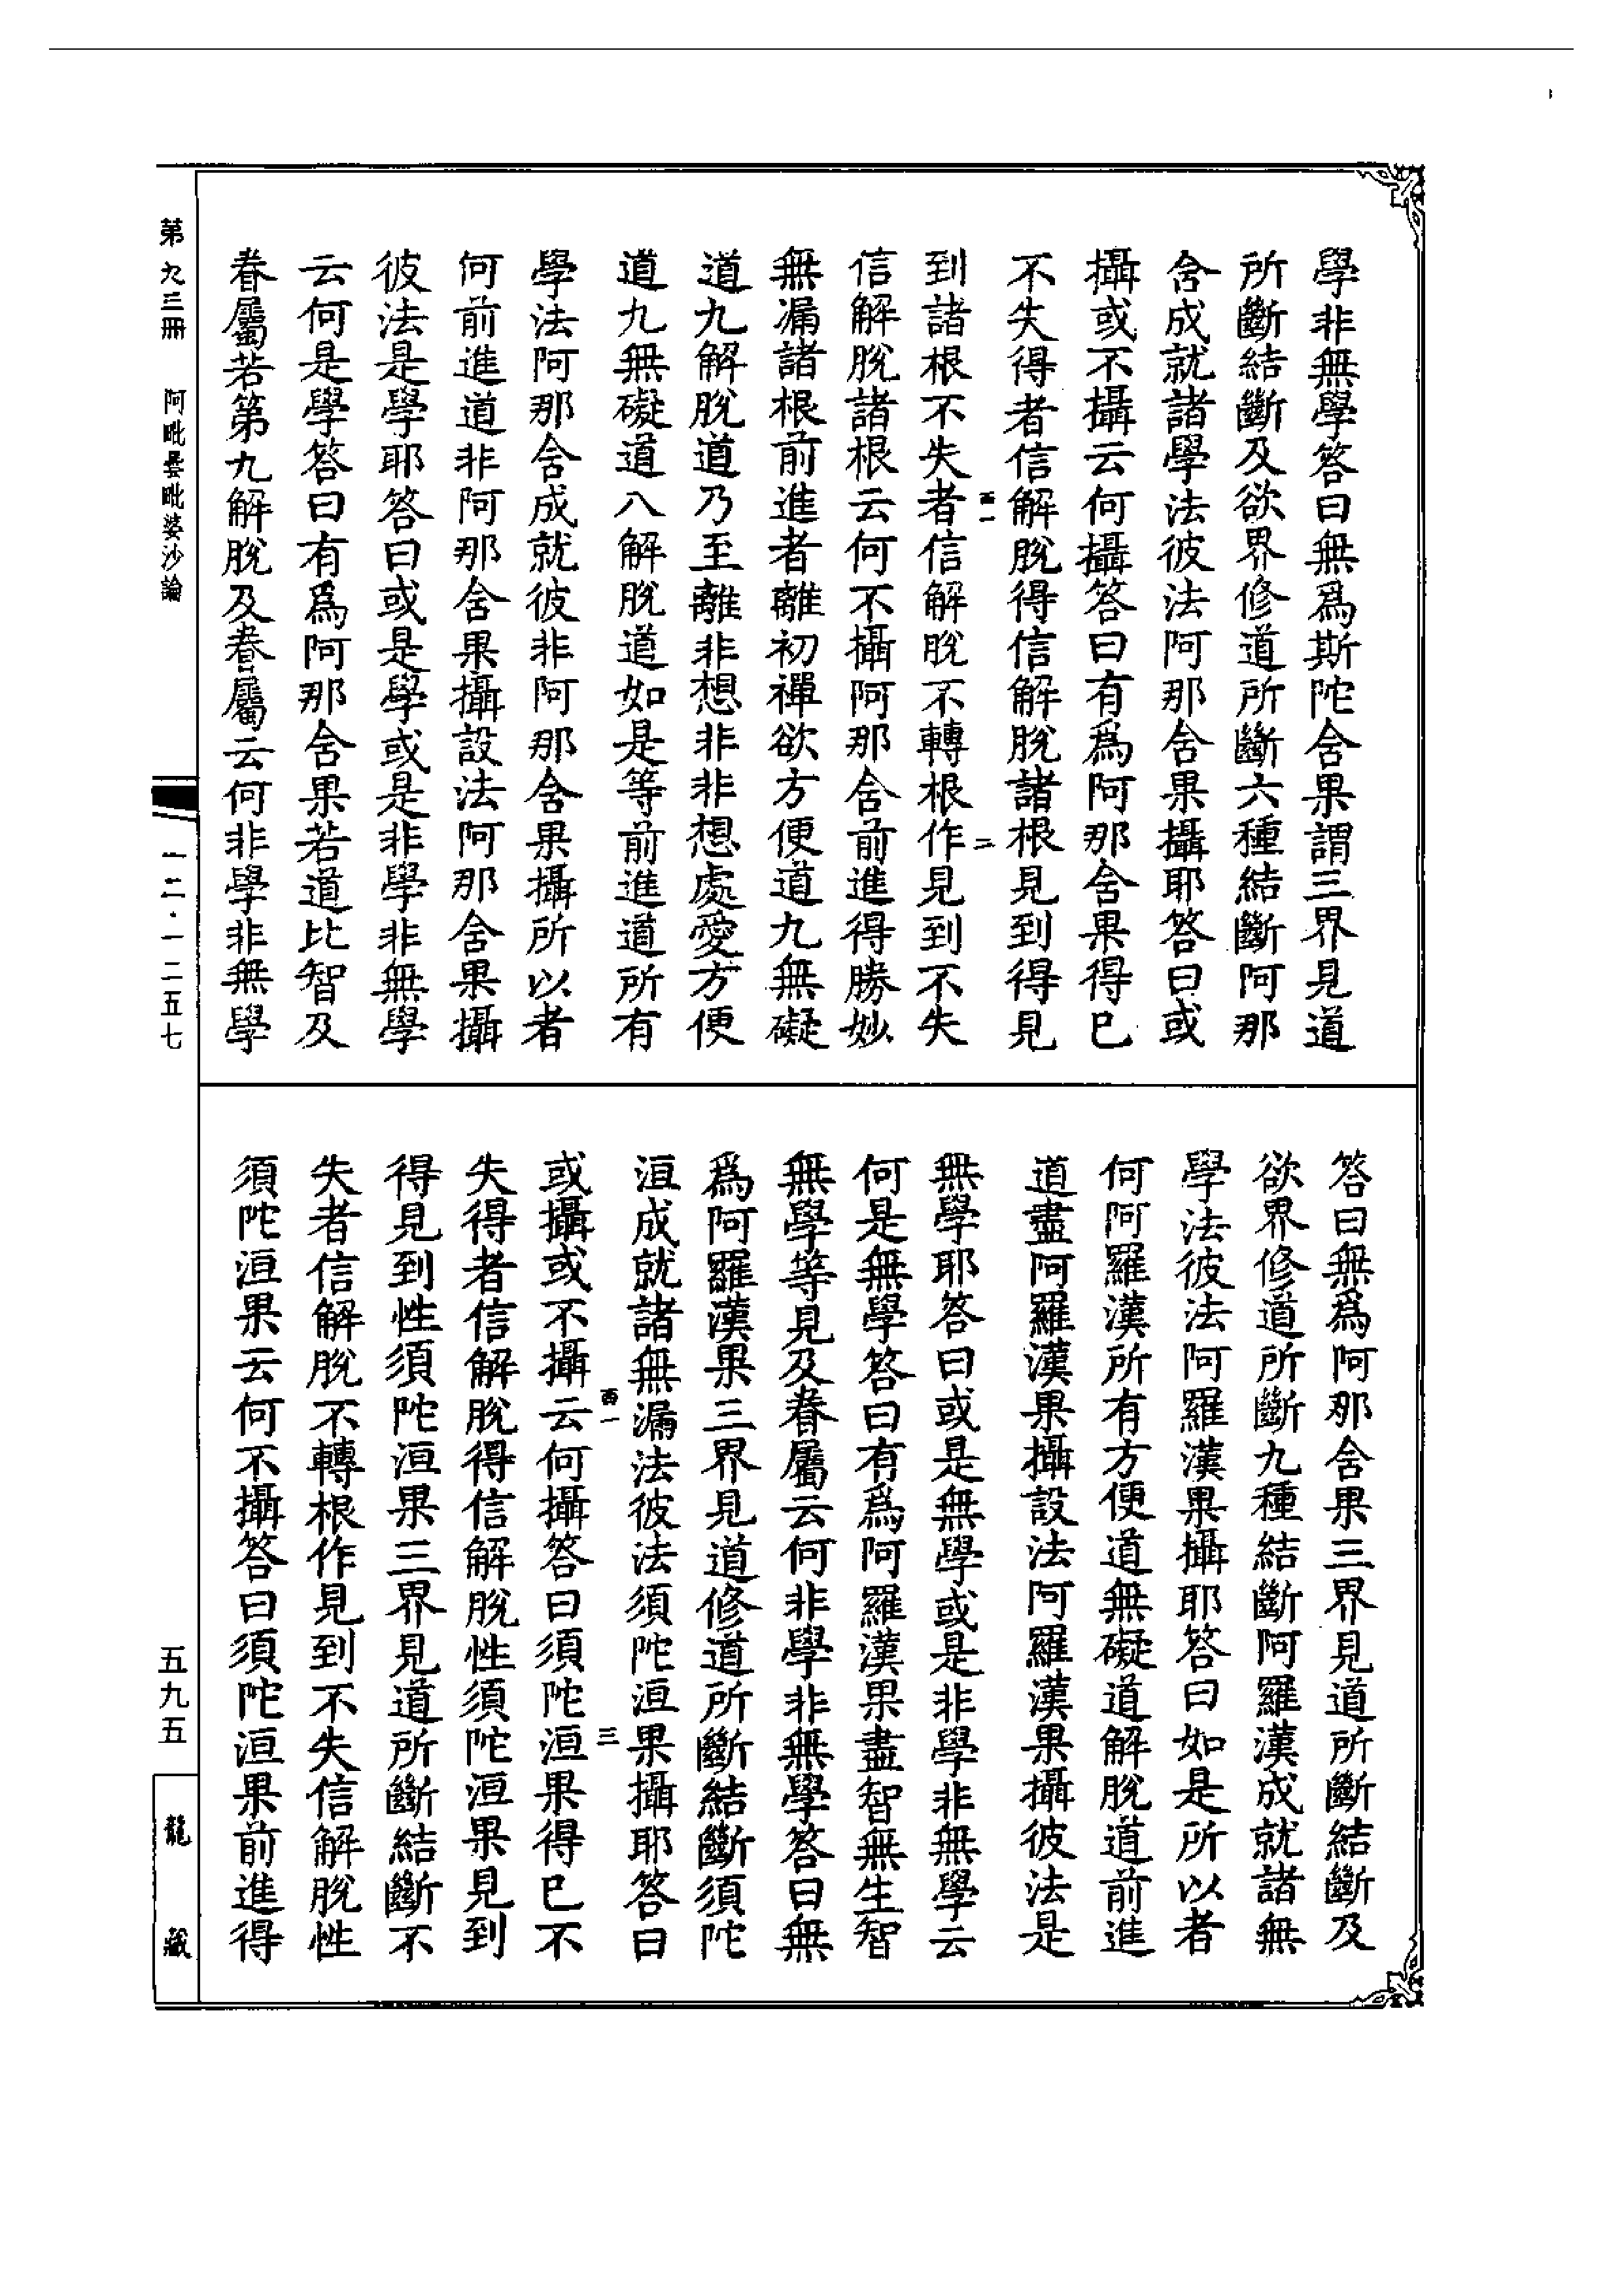 學非無學答曰無爲斯陀含果謂三界見道
所斷結斷及欲界修道所斷六種結斷阿那
含成就諸學法彼法阿那含果攝耶答曰或
攝或不攝云何攝答曰有爲阿那含果得已
不失得者信解脫得信解脫諸根見到得見
到諸根不失者信解脫不轉根作見到不失
信解脫諸根云何不攝阿那含前進得勝妙
無漏諸根前進者離初禪欲方便道九無礙
道九解脫道乃至離非想非非想處愛方便
道九無礙道八解脫道如是等前進道所有
學法阿那含成就彼非阿那含果攝所以者
何前進道非阿那含果攝設法阿那含果攝
彼法是學耶答曰或是學或是非學非無學
云何是學答曰有爲阿那含果若道比智及
眷屬若第九解脫及眷屬云何非學非無學
答曰無爲阿那含果三界見道所斷結斷及
欲界修道所斷九種結斷阿羅漢成就諸無
學法彼法阿羅漢果攝耶答曰如是所以者
何阿羅漢所有方便道無礙道解脫道前進
道盡阿羅漢果攝設法阿羅漢果攝彼法是
無學耶答曰或是無學或是非學非無學云
何是無學答曰有爲阿羅漢果盡智無生智
無學等見及眷屬云何非學非無學答曰無
爲阿羅漢果三界見道修道所斷結斷須陀
洹成就諸無漏法彼法須陀洹果攝耶答曰
或攝或不攝云何攝答曰須陀洹果得已不
失得者信解脫得信解脫性須陀洹果見到
得見到性須陀洹果三界見道所斷結斷不
失者信解脫不轉根作見到不失信解脫性
須陀洹果云何不攝答曰須陀洹果前進得
第九三冊 阿毗曇毗婆沙論
一二·一二五七
五九五
龍藏
酉一
二
酉一
三